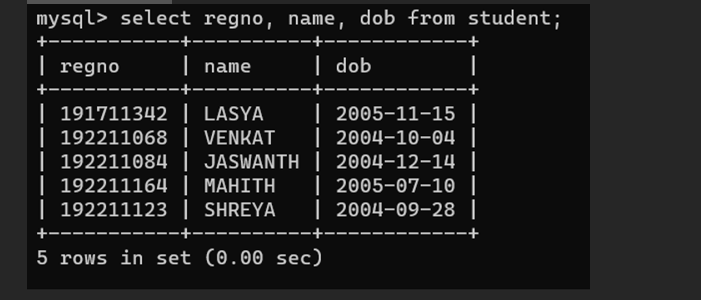 mysql> select regno, name, dob from student;
+-----------+----------+------------+
| regno     | name     | dob        |
+-----------+----------+------------+
| 191711342 | LASYA    | 2005-11-15 |
| 192211068 | VENKAT   | 2004-10-04 |
| 192211084 | JASWANTH | 2004-12-14 |
| 192211164 | MAHITH   | 2005-07-10 |
| 192211123 | SHREYA   | 2004-09-28 |
+-----------+----------+------------+
5 rows in set (0.00 sec)